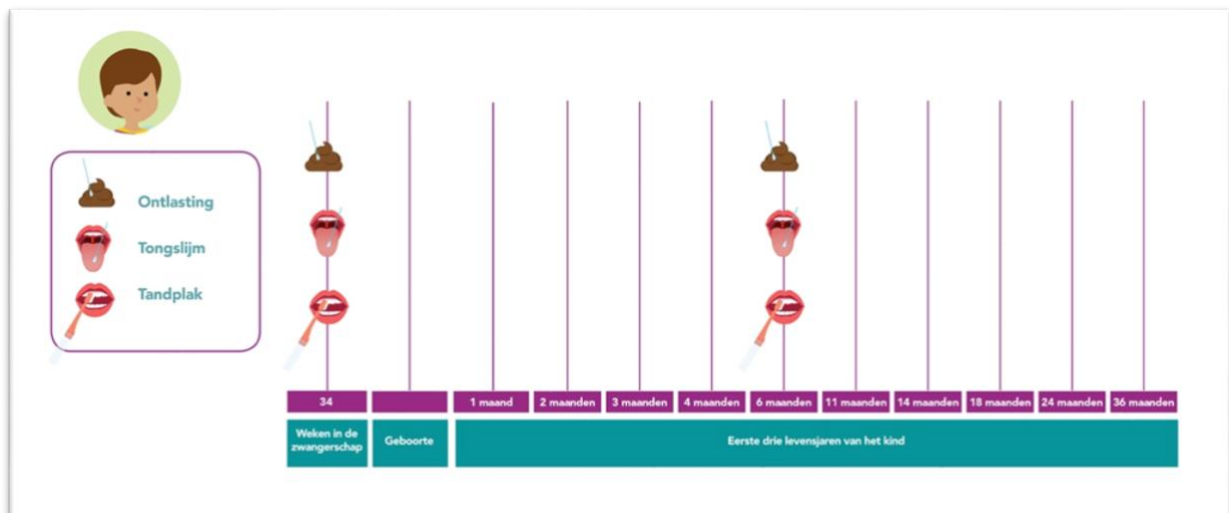 Ontlasting
Tongslijm
Tandplak
34
1 maand
2 maanden
3 maanden
4 maanden
6 maanden
11 maanden
14 maanden
18 maanden
24 maanden
36 maanden
Weken in de
zwangerschap
Geboorte
Eerste drie levensjaren van het kind